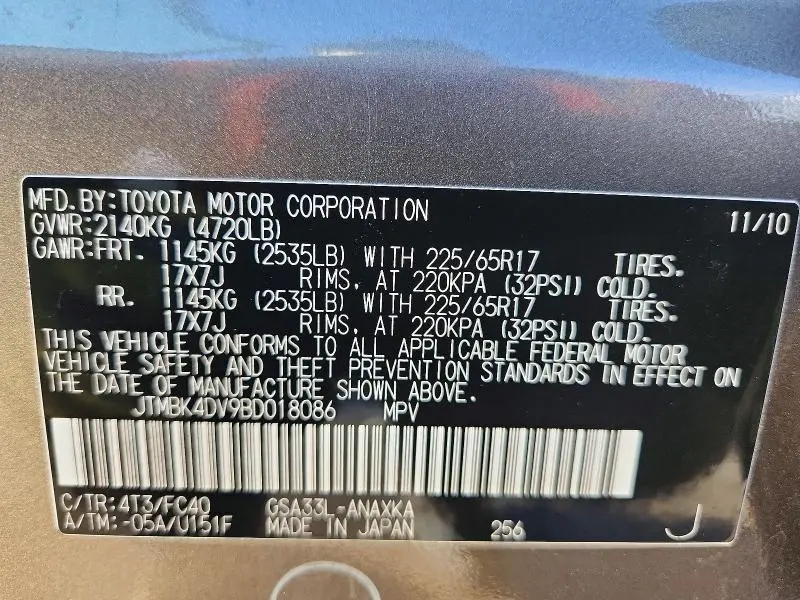 MFD.BY:TOYOTA MOTOR CORPORATION 11/10
GVWR:2140KG (4720LB)
GAWR:FRT. 1145KG (2535LB) WITH 225/65R17 TIRES.
17X7J RIMS, AT 220KPA (32PSI) COLD.
RR. 1145KG (2535LB) WITH 225/65R17 TIRES.
17X7J RIMS, AT 220KPA (32PSI) COLD.
THIS VEHICLE CONFORMS TO ALL APPLICABLE FEDERAL MOTOR
VEHICLE SAFETY AND THEFT PREVENTION STANDARDS IN EFFECT ON
THE DATE OF MANUFACTURE SHOWN ABOVE.
JTMBK4DV9BD018086 MPV
C/TR:4T3/FC40 GSA33L-ANAXKA
A/TM:-05A/U151F MADE IN JAPAN 256 J